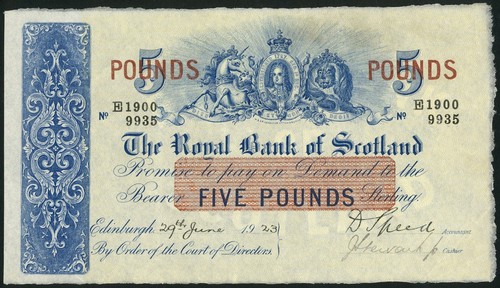 5 5
POUNDS POUNDS
E1900 E1900
Nº 9935 Nº 9935
The Royal Bank of Scotland
Promise to pay on Demand to the
Bearer FIVE POUNDS Sterling.
Edinburgh, 29th June 1923 D Speed Accountant
By Order of the Court of Directors. Cashier